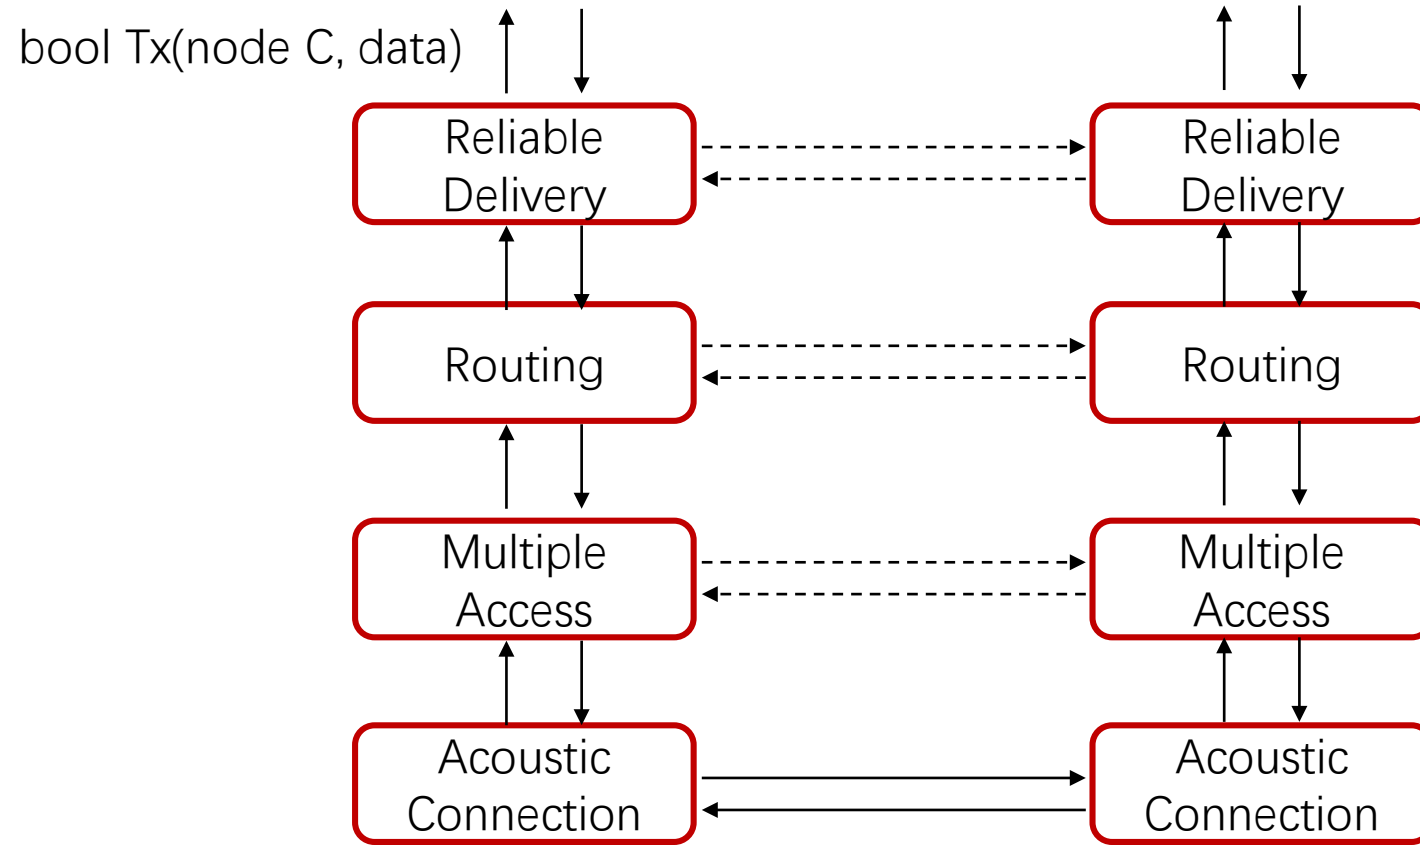 bool Tx(node C, data)
Reliable
Delivery
Reliable
Delivery
Routing
Routing
Multiple
Access
Multiple
Access
Acoustic
Connection
Acoustic
Connection